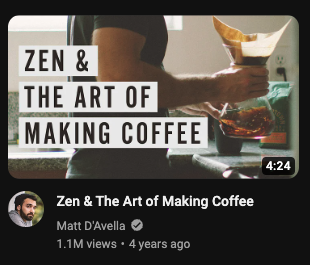 ZEN &
THE ART OF
MAKING COFFEE
4:24
Zen & The Art of Making Coffee
Matt D'Avella
1.1M views • 4 years ago